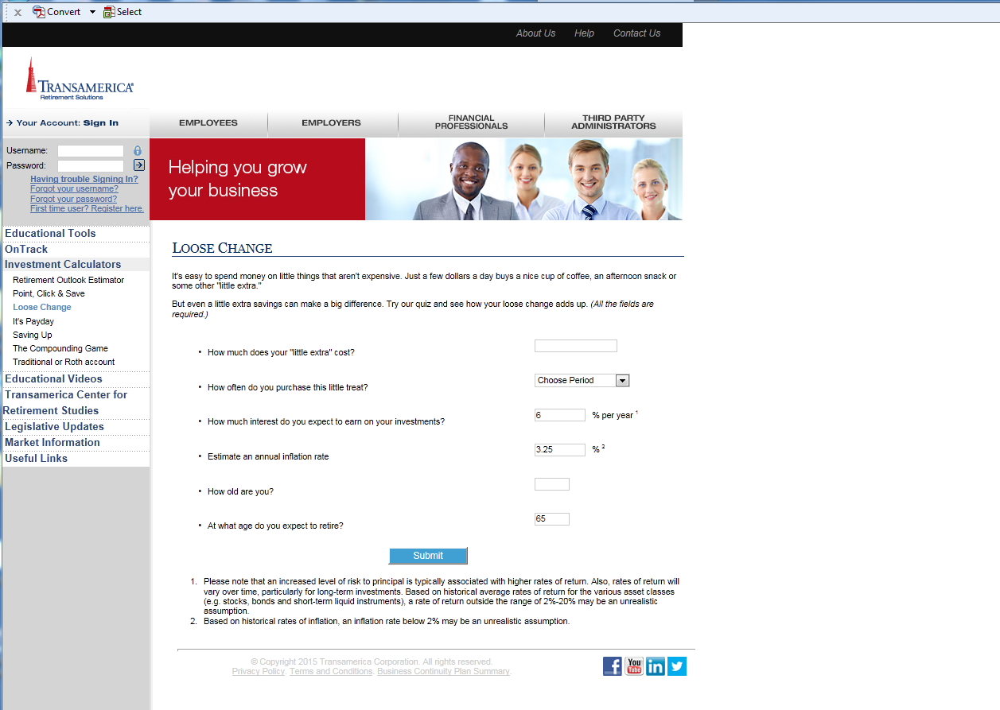 Convert Select
About Us Help Contact Us
TRANSAMERICA®
Retirement Solutions
Your Account: Sign In
EMPLOYEES
EMPLOYERS
FINANCIAL
PROFESSIONALS
THIRD PARTY
ADMINISTRATORS
Username:
Password:
Having trouble Signing In?
Forgot your username?
Forgot your password?
First time user? Register here.
Helping you grow
your business
Educational Tools
OnTrack
Investment Calculators
Retirement Outlook Estimator
Point, Click & Save
Loose Change
It's Payday
Saving Up
The Compounding Game
Traditional or Roth account
Educational Videos
Transamerica Center for
Retirement Studies
Legislative Updates
Market Information
Useful Links
LOOSE CHANGE
It's easy to spend money on little things that aren't expensive. Just a few dollars a day buys a nice cup of coffee, an afternoon snack or
some other "little extra."
But even a little extra savings can make a big difference. Try our quiz and see how your loose change adds up. (All the fields are
required.)
• How much does your "little extra" cost?
• How often do you purchase this little treat? Choose Period
• How much interest do you expect to earn on your investments? 6 % per year 1
• Estimate an annual inflation rate 3.25 % 2
• How old are you?
• At what age do you expect to retire? 65
Submit
1. Please note that an increased level of risk to principal is typically associated with higher rates of return. Also, rates of return will
vary over time, particularly for long-term investments. Based on historical average rates of return for the various asset classes
(e.g. stocks, bonds and short-term liquid instruments), a rate of return outside the range of 2%-20% may be an unrealistic
assumption.
2. Based on historical rates of inflation, an inflation rate below 2% may be an unrealistic assumption.
© Copyright 2015 Transamerica Corporation. All rights reserved.
Privacy Policy. Terms and Conditions. Business Continuity Plan Summary.
f You Tube in